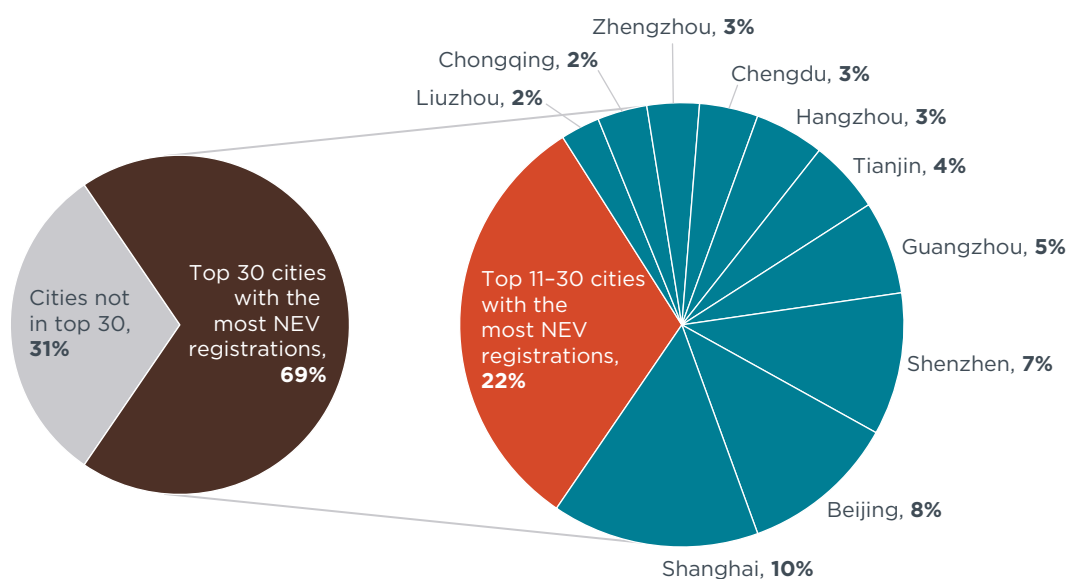 Zhengzhou, 3%
Chongqing, 2%
Chengdu, 3%
Liuzhou, 2%
Hangzhou, 3%
Tianjin, 4%
Guangzhou, 5%
Cities not
in top 30,
31%
Top 30 cities
with the
most NEV
registrations,
69%
Top 11–30 cities
with the
most NEV
registrations,
22%
Shenzhen, 7%
Beijing, 8%
Shanghai, 10%